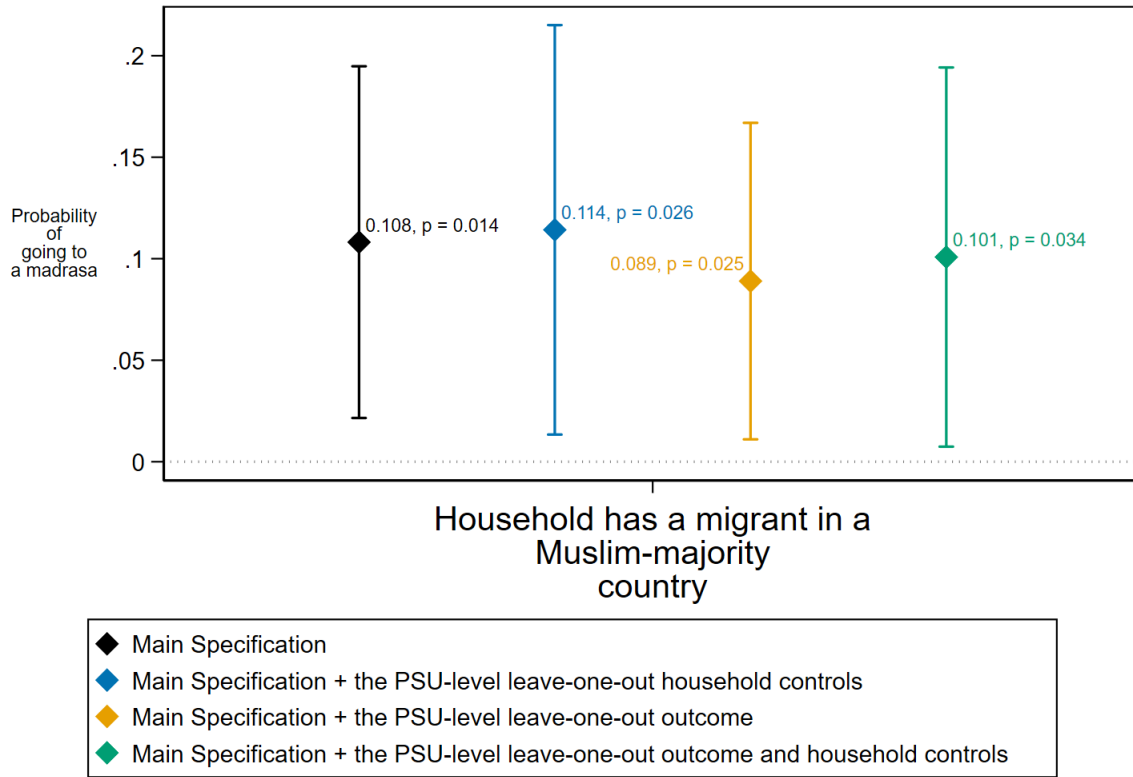 .2
.15
.1
.05
0
Probability
of
going to
a madrasa
0.108, p = 0.014
0.114, p = 0.026
0.089, p = 0.025
0.101, p = 0.034
Household has a migrant in a
Muslim-majority
country
Main Specification
Main Specification + the PSU-level leave-one-out household controls
Main Specification + the PSU-level leave-one-out outcome
Main Specification + the PSU-level leave-one-out outcome and household controls